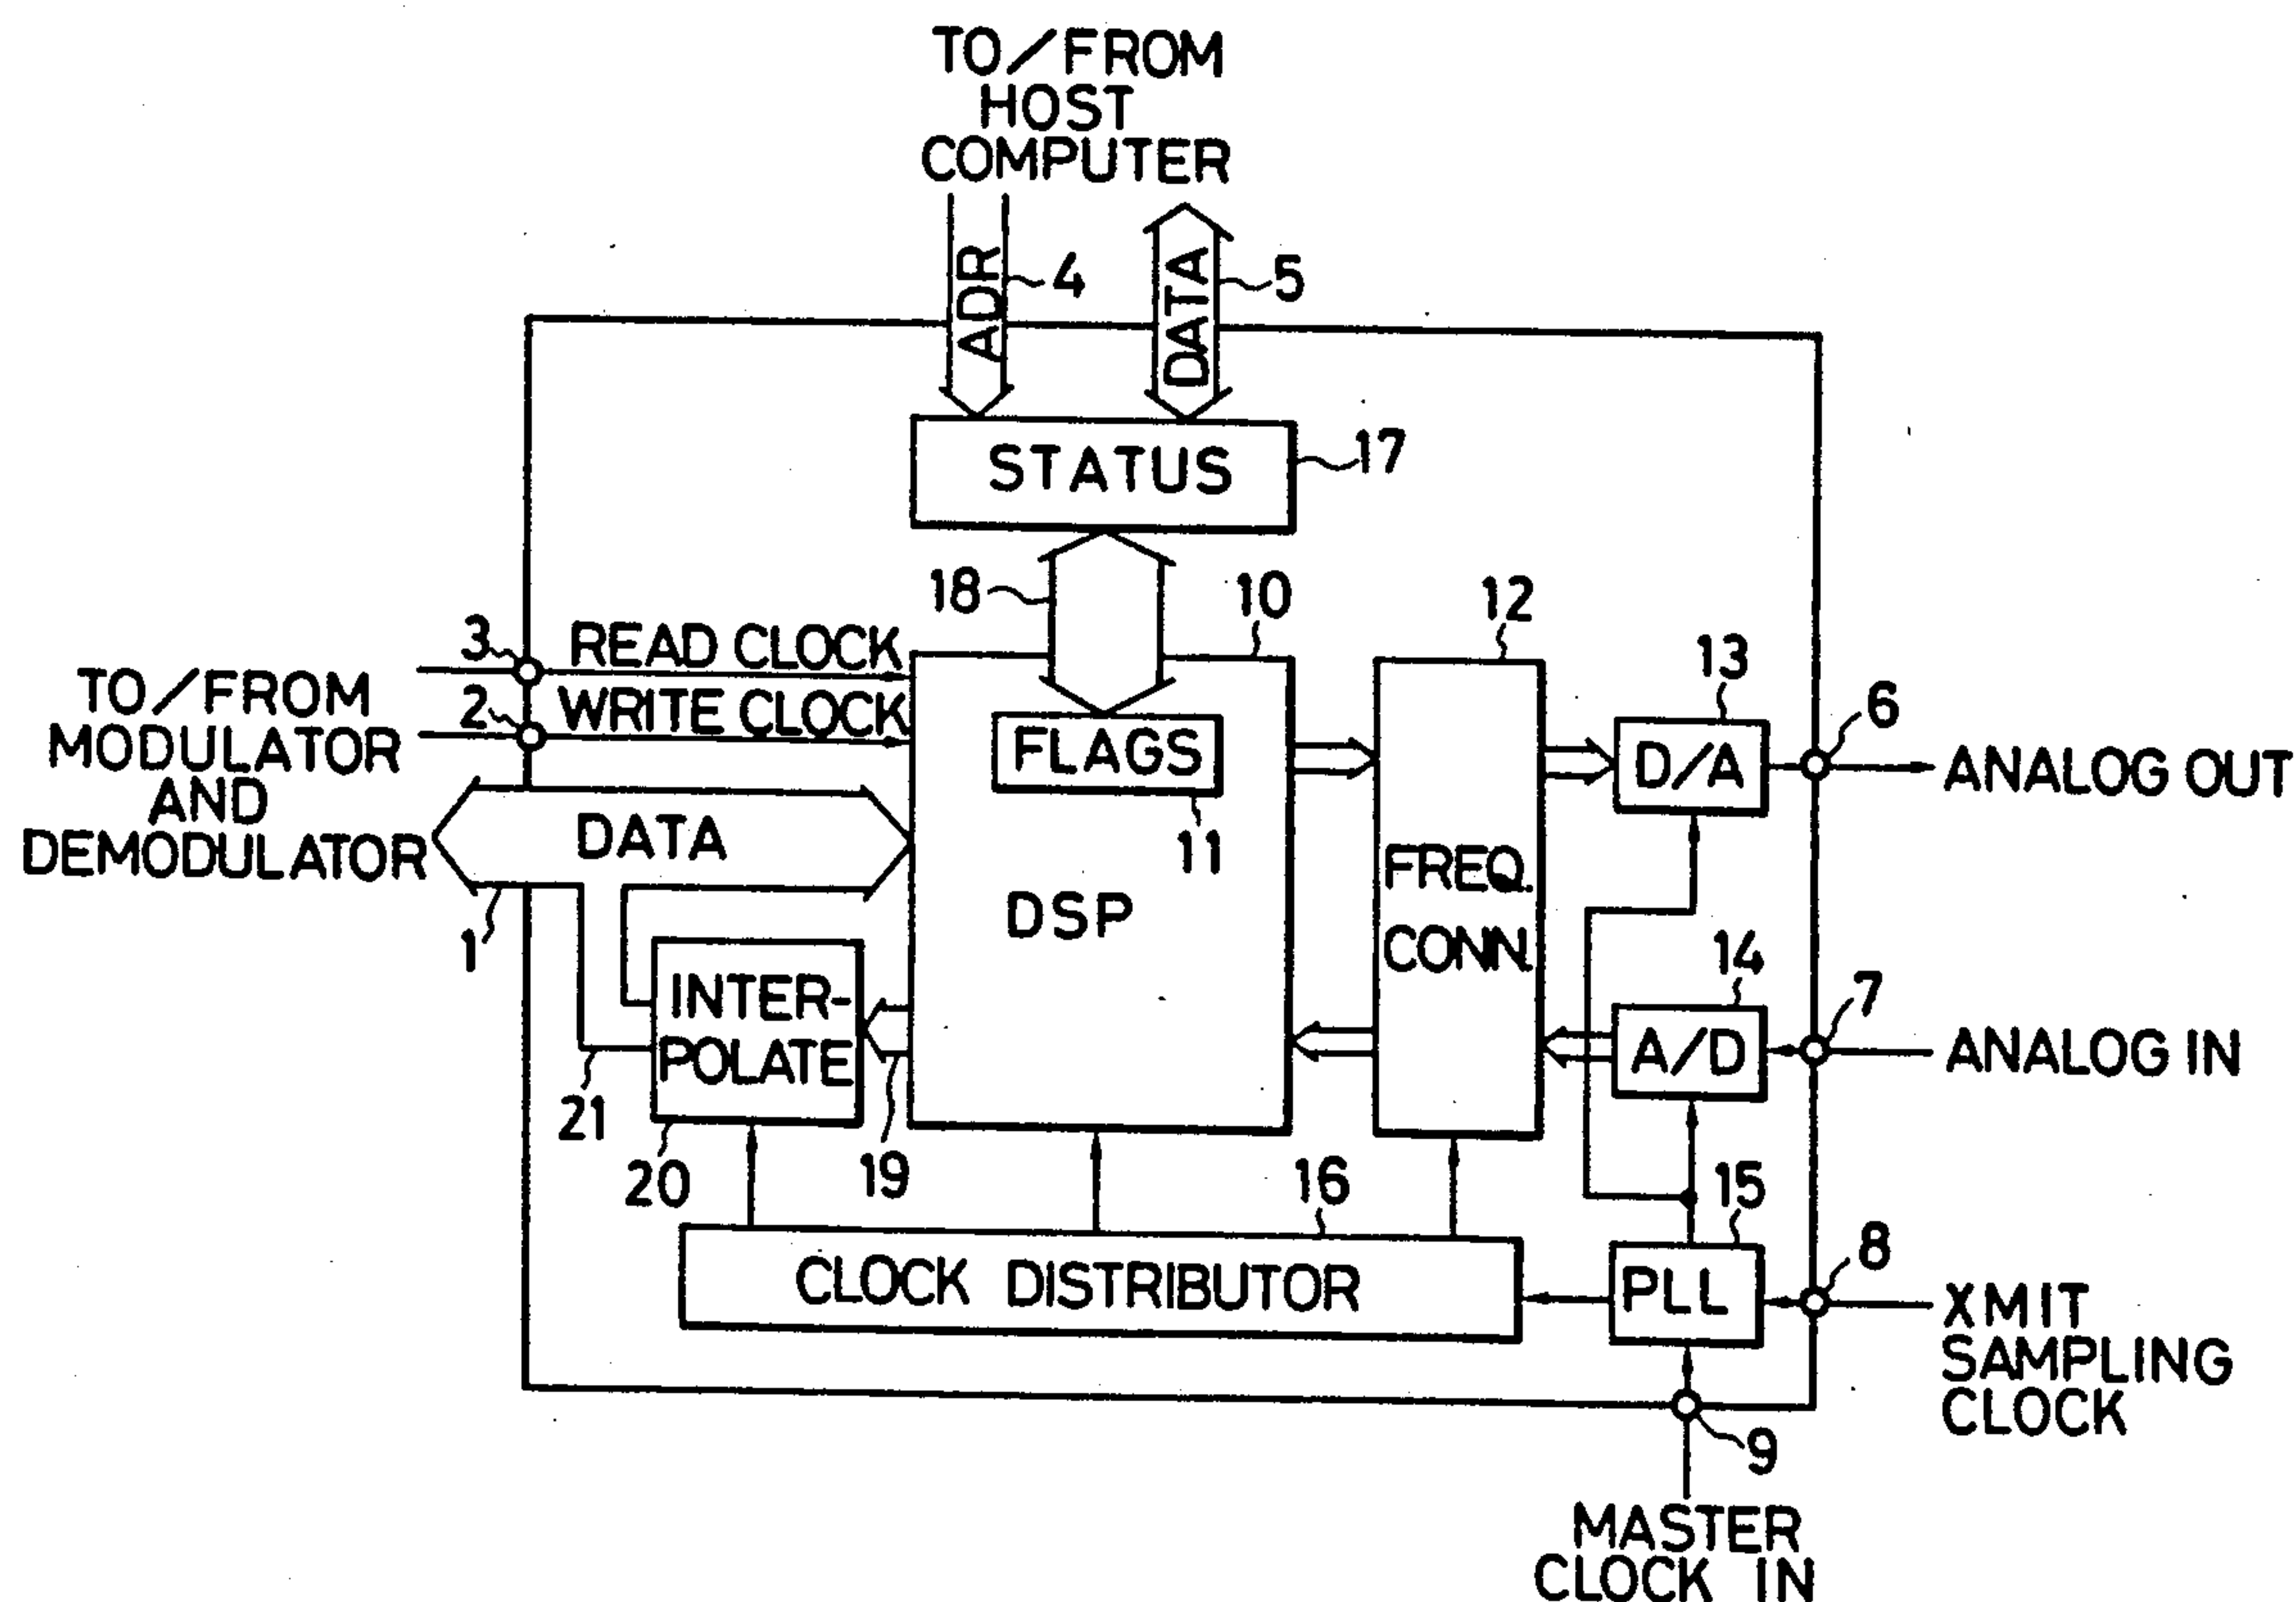 TO/FROM
HOST
COMPUTER
ADR
4
DATA
5
STATUS
17
18
10
12
3
READ CLOCK
2
WRITE CLOCK
TO/FROM
MODULATOR
AND
DEMODULATOR
FLAGS
11
13
D/A
6
ANALOG OUT
DATA
1
DSP
FREQ.
CONN.
14
A/D
7
ANALOG IN
INTER-
POLATE
21
20
19
16
15
CLOCK DISTRIBUTOR
PLL
8
XMIT
SAMPLING
CLOCK
9
MASTER
CLOCK IN